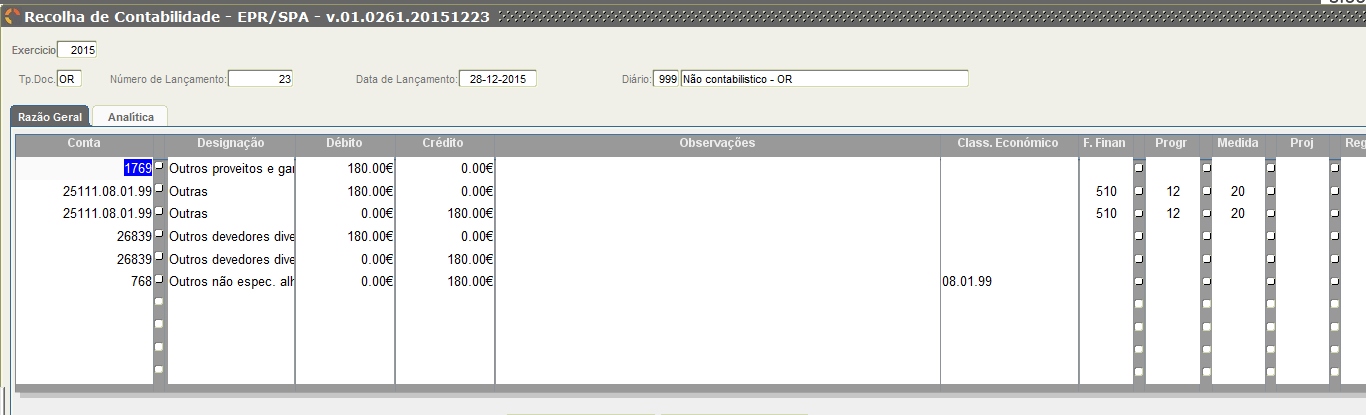 Recolha de Contabilidade - EPR/SPA - v.01.0261.20151223
Exercício 2015
Tp.Doc. OR Número de Lançamento: 23 Data de Lançamento: 28-12-2015 Diário: 999 Não contabilistico - OR
Razão Geral Analítica
Conta Designação Débito Crédito Observações Class. Económico F. Finan Progr Medida Proj Reg
1769 Outros proveitos e gan 180.00€ 0.00€
25111.08.01.99 Outras 180.00€ 0.00€ 510 12 20
25111.08.01.99 Outras 0.00€ 180.00€ 510 12 20
26839 Outros devedores dive 180.00€ 0.00€
26839 Outros devedores dive 0.00€ 180.00€
768 Outros não espec. alh 0.00€ 180.00€ 08.01.99